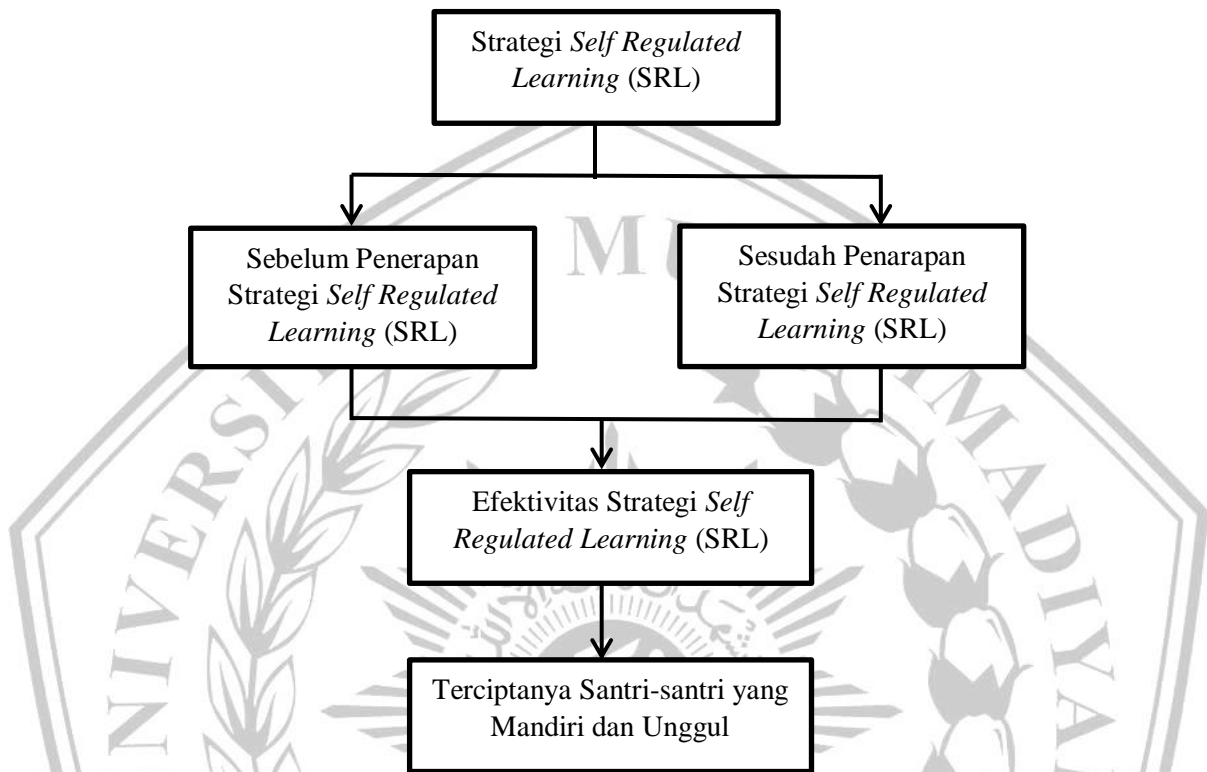 Strategi Self Regulated
Learning (SRL)
Sebelum Penerapan
Strategi Self Regulated
Learning (SRL)
Sesudah Penarapan
Strategi Self Regulated
Learning (SRL)
Efektivitas Strategi Self
Regulated Learning (SRL)
Terciptanya Santri-santri yang
Mandiri dan Unggul